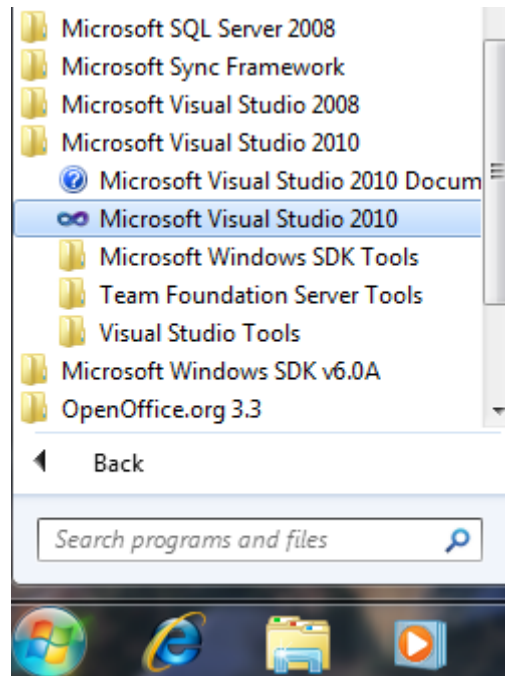 Microsoft SQL Server 2008
Microsoft Sync Framework
Microsoft Visual Studio 2008
Microsoft Visual Studio 2010
Microsoft Visual Studio 2010 Docum
Microsoft Visual Studio 2010
Microsoft Windows SDK Tools
Team Foundation Server Tools
Visual Studio Tools
Microsoft Windows SDK v6.0A
OpenOffice.org 3.3
Back
Search programs and files